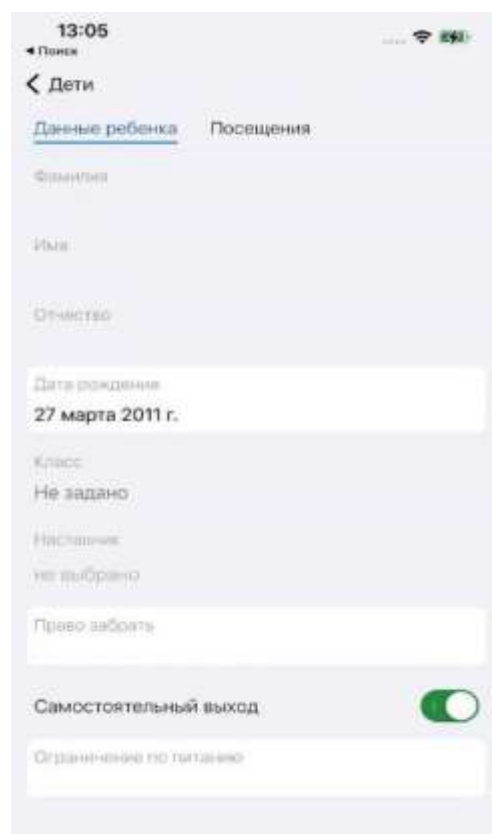 13:05
◀ Поиск
Дети
Данные ребенка Посещения
Фамилия
Имя
Отчество
Дата рождения
27 марта 2011 г.
Класс
Не задано
Наставник
не выбрано
Право забрать
Самостоятельный выход
Ограничение по питанию